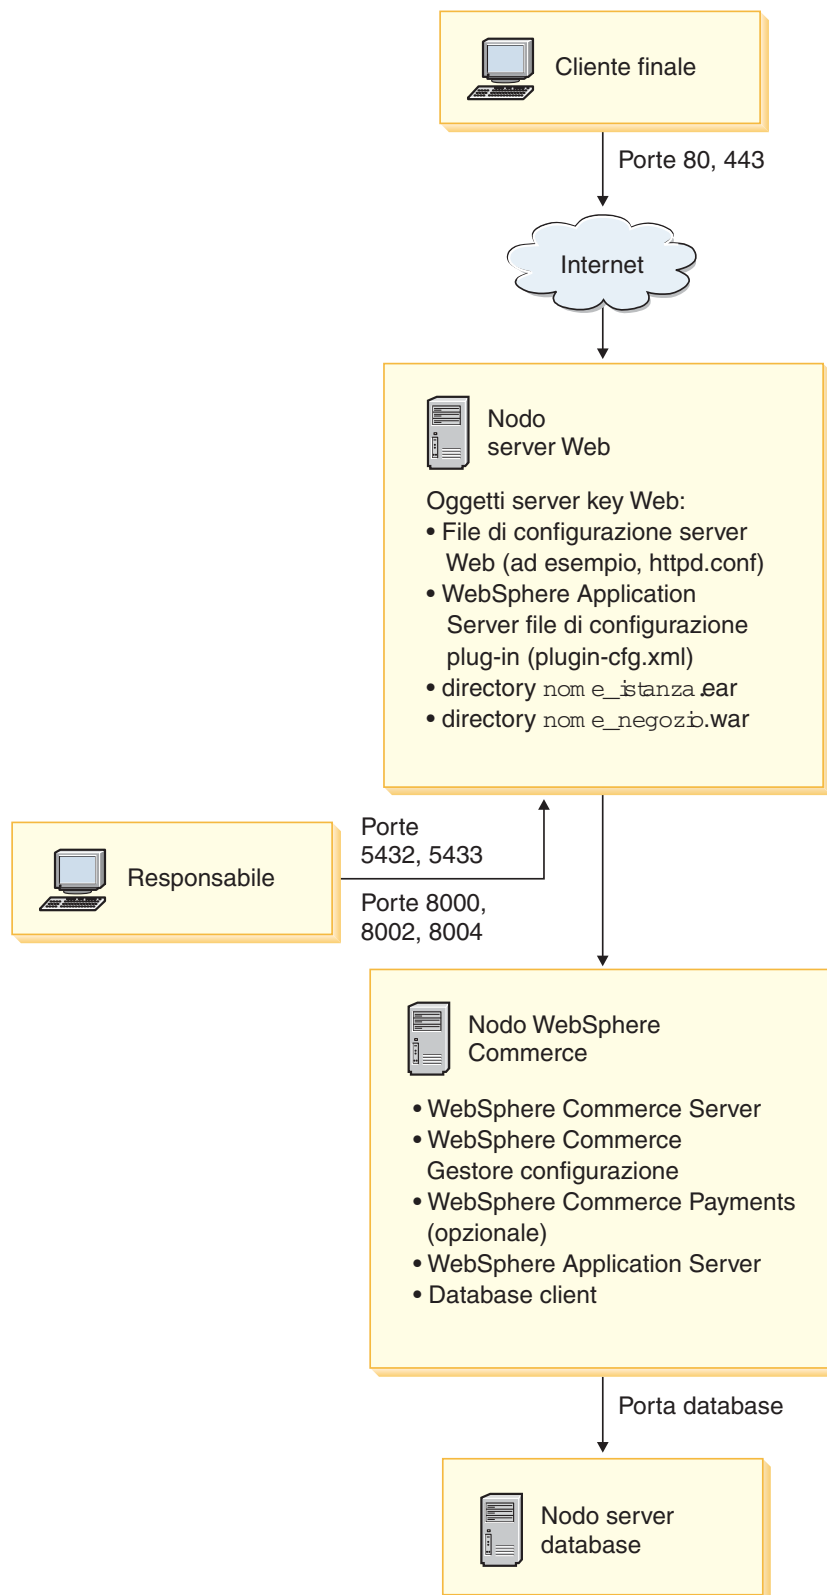 Cliente finale
Porte 80, 443
Internet
Nodo
server Web
Oggetti server key Web:
• File di configurazione server
Web (ad esempio, httpd.conf)
• WebSphere Application
Server file di configurazione
plug-in (plugin-cfg.xml)
• directory nome_istanza.ear
• directory nome_negozio.war
Porte
5432, 5433
Responsabile
Porte 8000,
8002, 8004
Nodo WebSphere
Commerce
• WebSphere Commerce Server
• WebSphere Commerce
Gestore configurazione
• WebSphere Commerce Payments
(opzionale)
• WebSphere Application Server
• Database client
Porta database
Nodo server
database